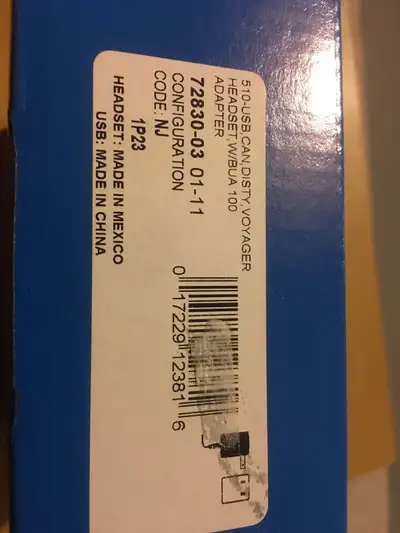 510-USB,CAN,DISTY,VOYAGER
HEADSET,W/BUA 100
ADAPTER
72830-03 01-11
CONFIGURATION
CODE: NJ
1P23
HEADSET: MADE IN MEXICO
USB: MADE IN CHINA
0 17229 12381 6